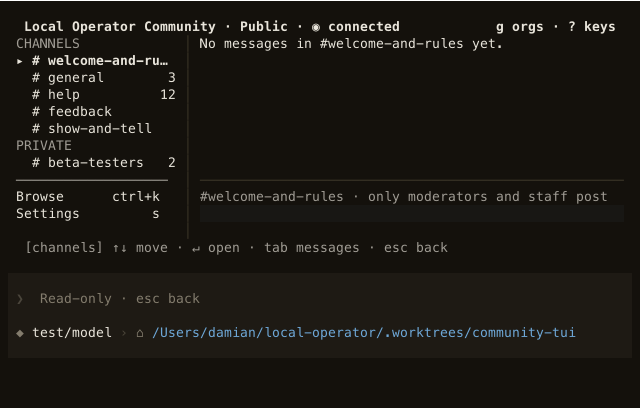 Local Operator Community · Public · ◉ connected g orgs · ? keys
CHANNELS
▸ # welcome-and-ru…
# general 3
# help 12
# feedback
# show-and-tell
PRIVATE
# beta-testers 2
Browse ctrl+k
Settings s
No messages in #welcome-and-rules yet.
#welcome-and-rules · only moderators and staff post
[channels] ↑↓ move · ↵ open · tab messages · esc back
❯ Read-only · esc back
◆ test/model › ⌂ /Users/damian/local-operator/.worktrees/community-tui